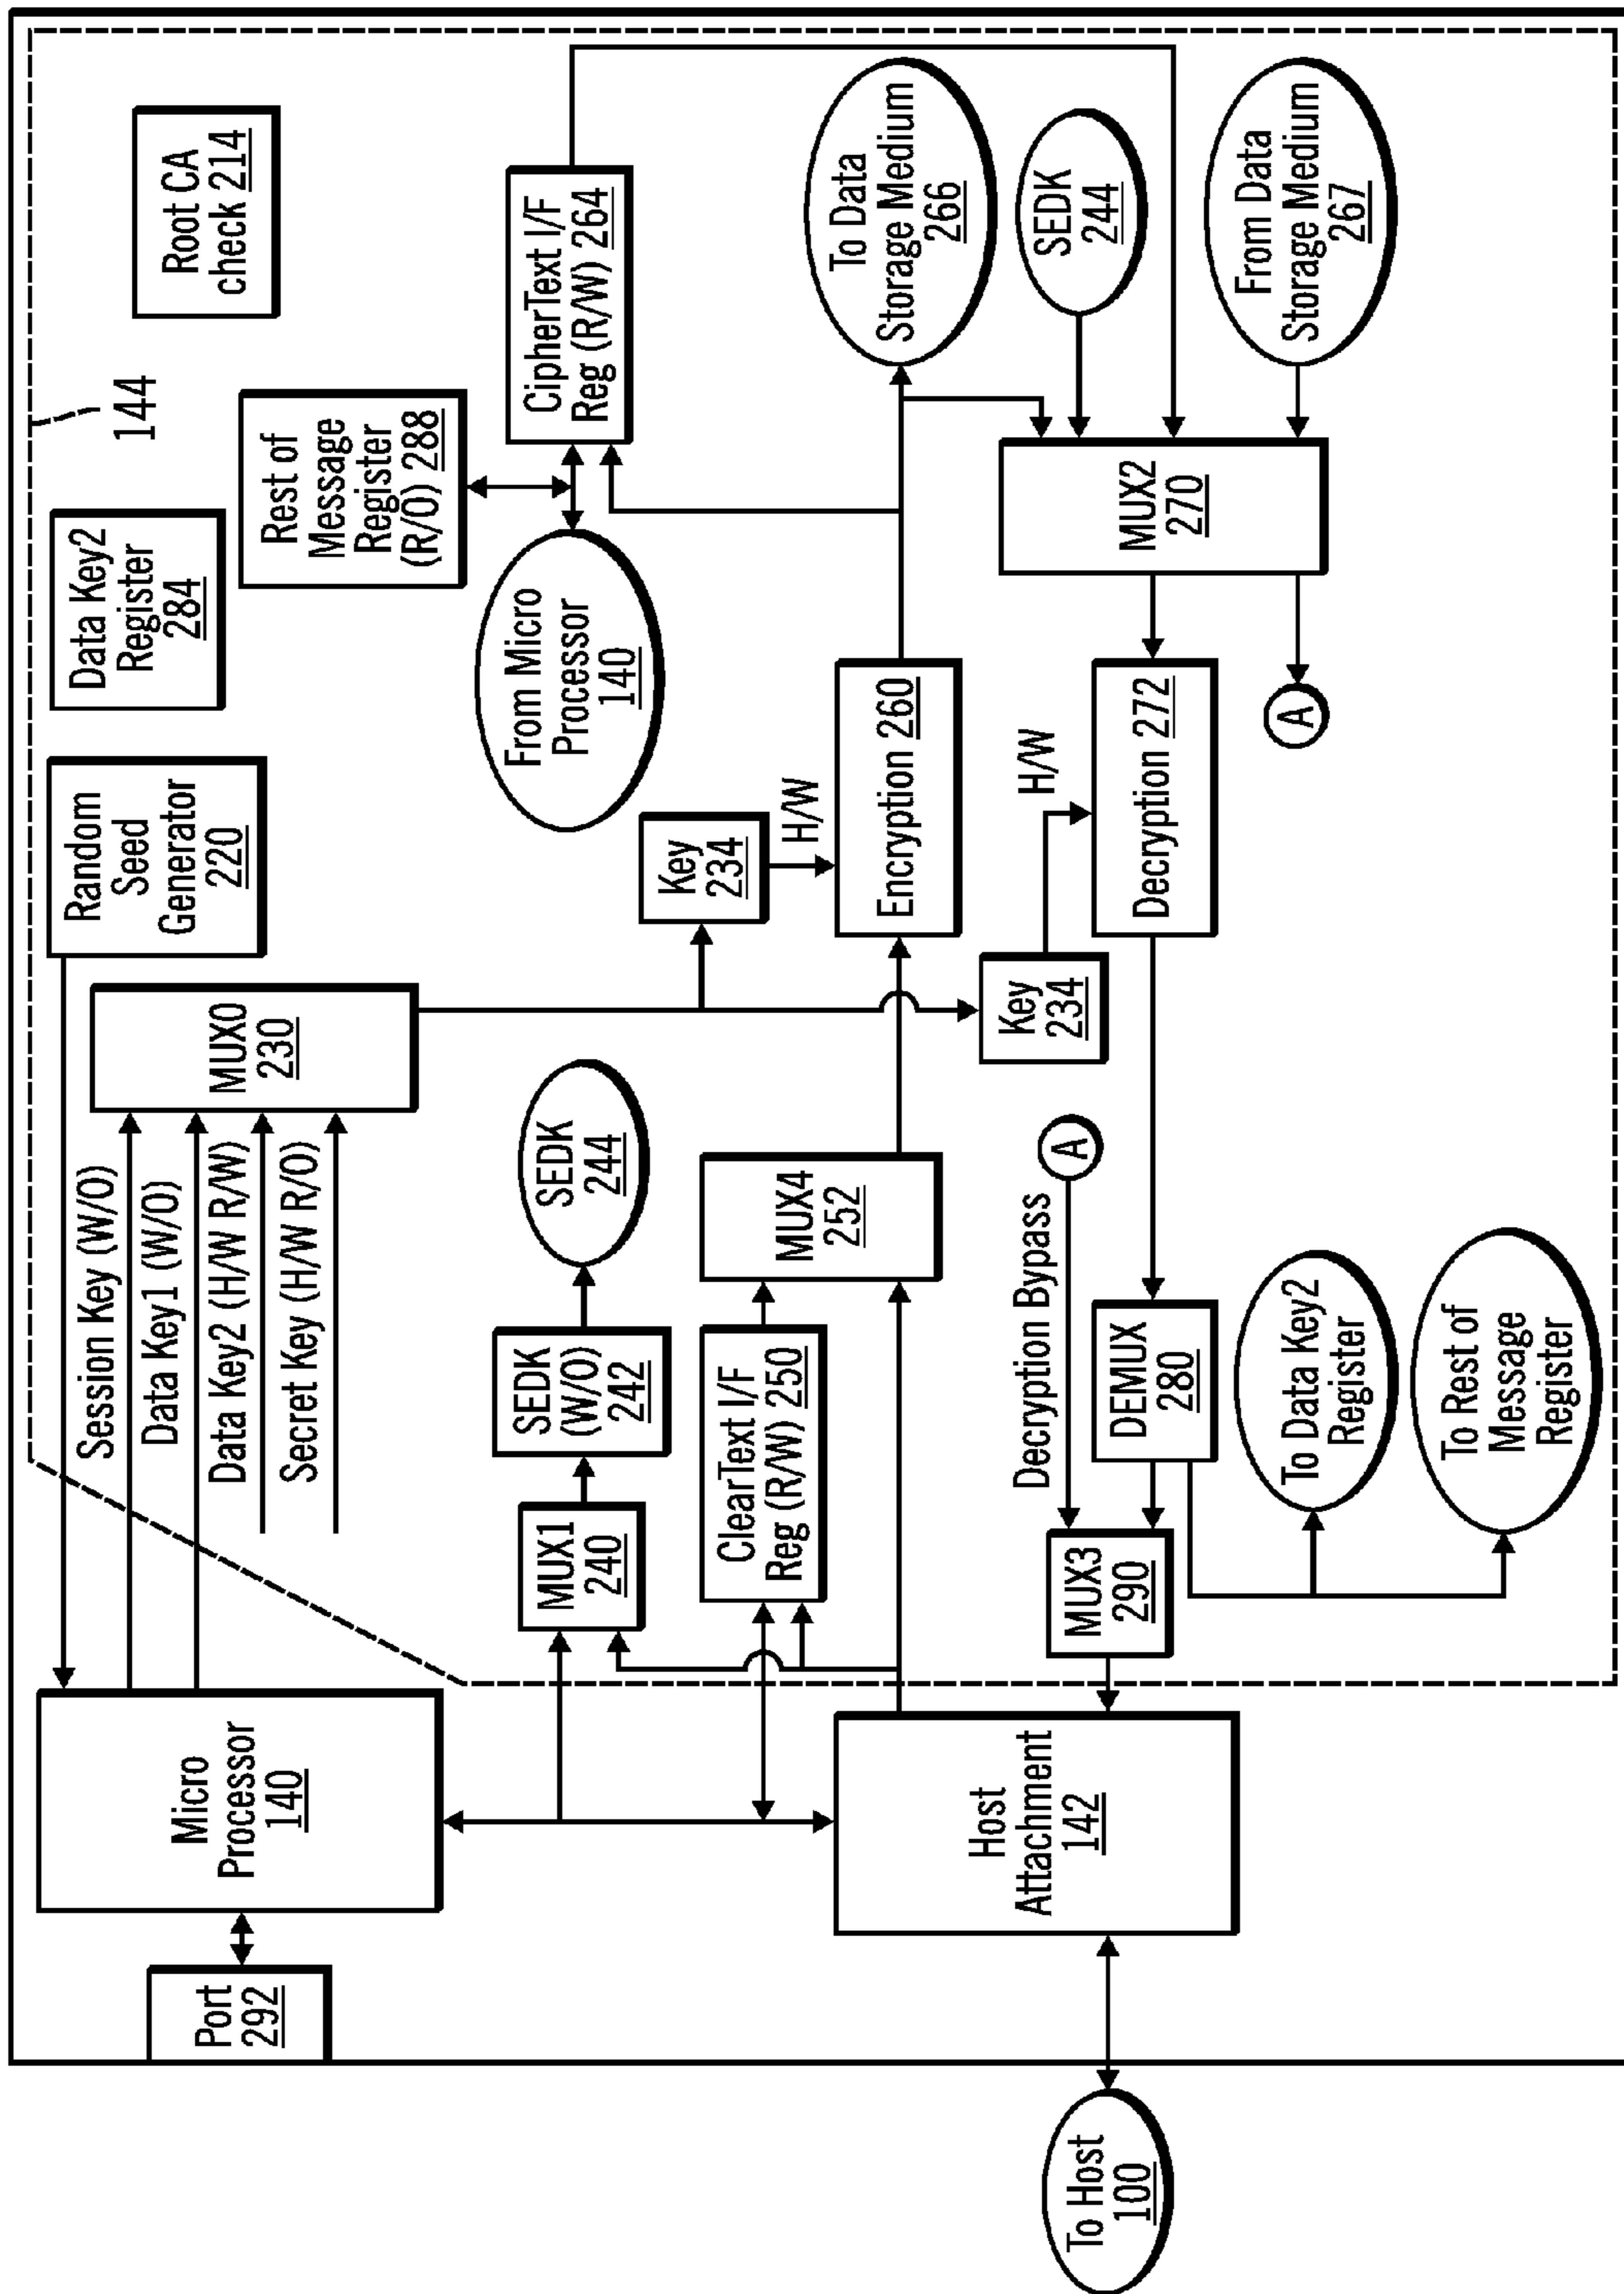 144
Port
292
Micro
Processor
140
Random
Seed
Generator
220
Data Key2
Register
284
Root CA
check 214
Session Key (W/O)
Data Key1 (W/O)
Data Key2 (H/W R/W)
Secret Key (H/W R/O)
MUX0
230
Rest of
Message
Register
(R/O) 288
From Micro
Processor
140
CipherText I/F
Reg (R/W) 264
MUX1
240
SEDK
(W/O)
242
SEDK
244
Key
234
H/W
ClearText I/F
Reg (R/W) 250
MUX4
252
Encryption 260
To Data
Storage Medium
266
To Host
100
Host
Attachment
142
Decryption Bypass
A
Key
234
H/W
SEDK
244
MUX3
290
DEMUX
280
Decryption 272
MUX2
270
From Data
Storage Medium
267
A
To Data Key2
Register
To Rest of
Message
Register